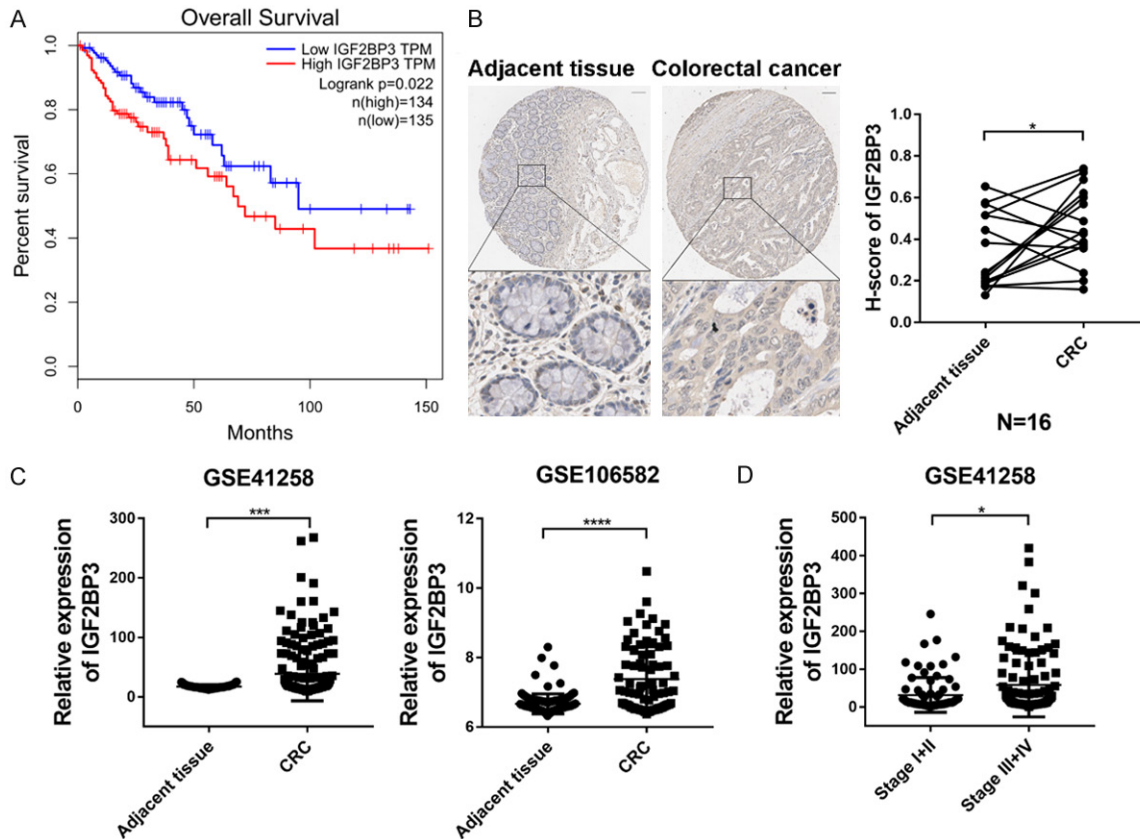 A
Overall Survival
Percent survival
1.0
0.8
0.6
0.4
0.2
0.0
Low IGF2BP3 TPM
High IGF2BP3 TPM
Logrank p=0.022
n(high)=134
n(low)=135
0 50 100 150
Months
B
Adjacent tissue Colorectal cancer
H-score of IGF2BP3
1.0
0.8
0.6
0.4
0.2
0.0
*
Adjacent tissue CRC
N=16
C
GSE41258
Relative expression
of IGF2BP3
300
200
100
0
***
Adjacent tissue CRC
GSE106582
Relative expression
of IGF2BP3
12
10
8
6
****
Adjacent tissue CRC
D
GSE41258
Relative expression
of IGF2BP3
500
400
300
200
100
0
*
Stage I+II Stage III+IV